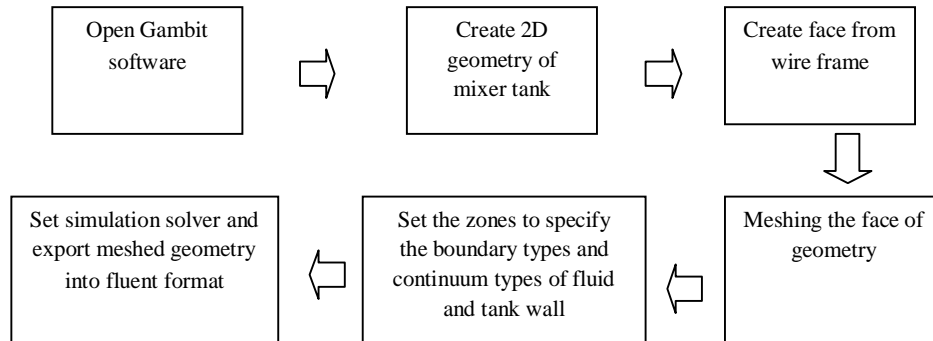 Open Gambit
software
Create 2D
geometry of
mixer tank
Create face from
wire frame
Meshing the face of
geometry
Set the zones to specify
the boundary types and
continuum types of fluid
and tank wall
Set simulation solver and
export meshed geometry
into fluent format